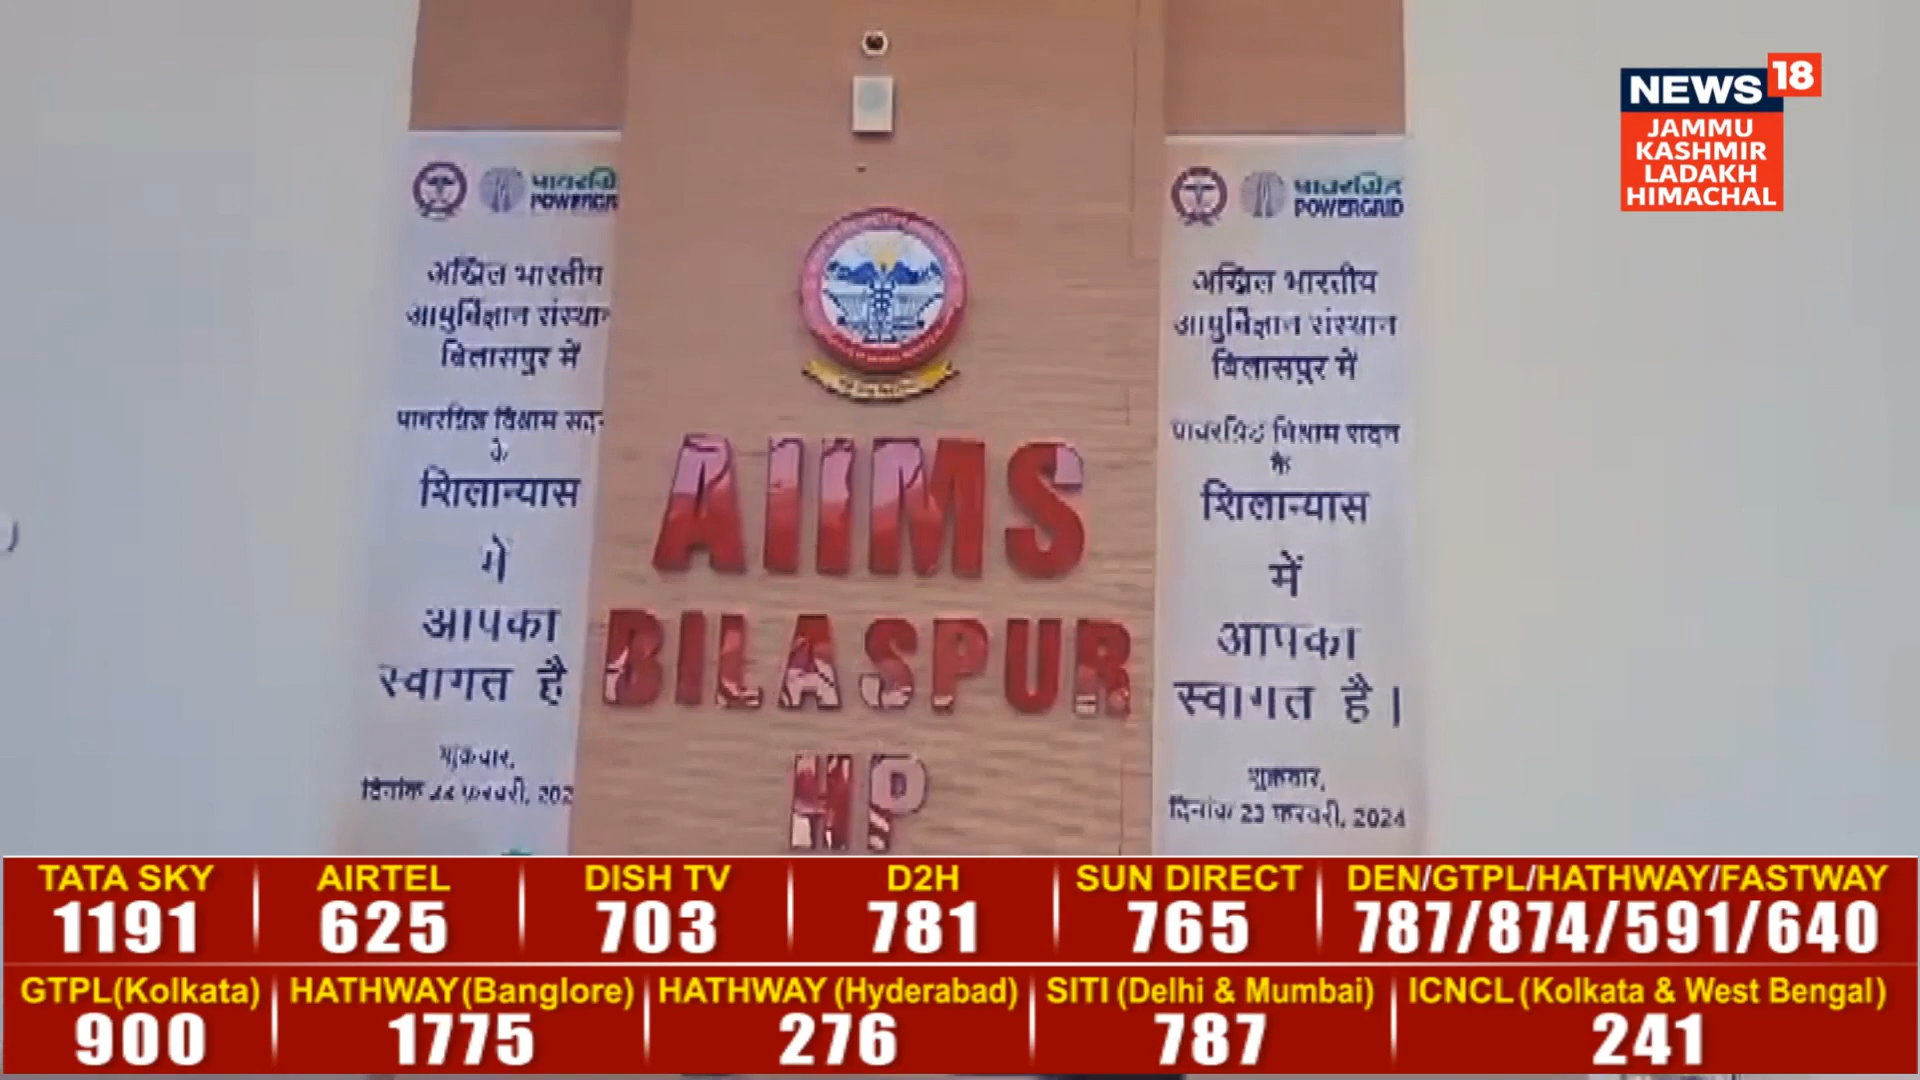 NEWS 18
JAMMU
KASHMIR
LADAKH
HIMACHAL
POWERGR
अखिल भारतीय
आयुर्विज्ञान संस्थान
बिलासपुर में
पावरग्रिड विश्राम सदन
के
शिलान्यास
में
आपका
स्वागत है
शुक्रवार,
दिनांक फरवरी, 202
AIIMS
BILASPUR
HP
पावरग्रिड
POWERGRID
अखिल भारतीय
आयुर्विज्ञान संस्थान
बिलासपुर में
पावरग्रिड विश्राम सदन
के
शिलान्यास
में
आपका
स्वागत है।
शुक्रवार,
दिनांक 23 फरवरी, 2024
TATA SKY
1191
AIRTEL
625
DISH TV
703
D2H
781
SUN DIRECT
765
DEN/GTPL/HATHWAY/FASTWAY
787/874/591/640
GTPL(Kolkata)
900
HATHWAY(Banglore)
1775
HATHWAY (Hyderabad)
276
SITI (Delhi & Mumbai)
787
ICNCL (Kolkata & West Bengal)
241